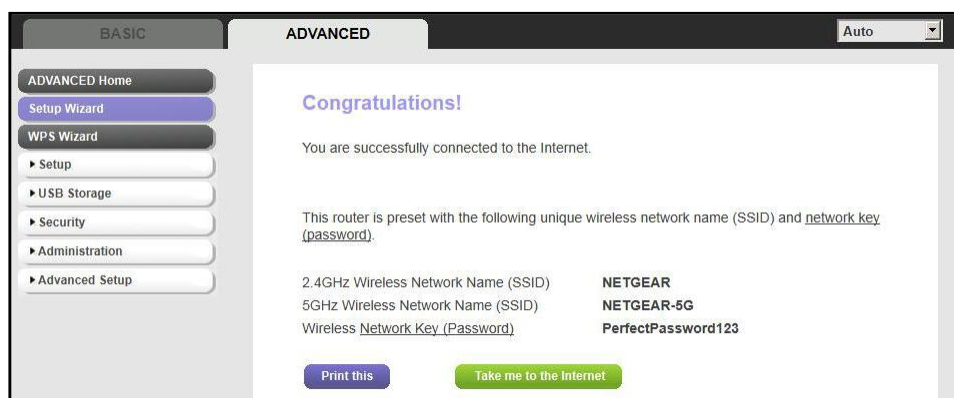 BASIC
ADVANCED
Auto
ADVANCED Home
Setup Wizard
WPS Wizard
Setup
USB Storage
Security
Administration
Advanced Setup
Congratulations!
You are successfully connected to the Internet.
This router is preset with the following unique wireless network name (SSID) and network key
(password).
2.4GHz Wireless Network Name (SSID) NETGEAR
5GHz Wireless Network Name (SSID) NETGEAR-5G
Wireless Network Key (Password) PerfectPassword123
Print this
Take me to the Internet